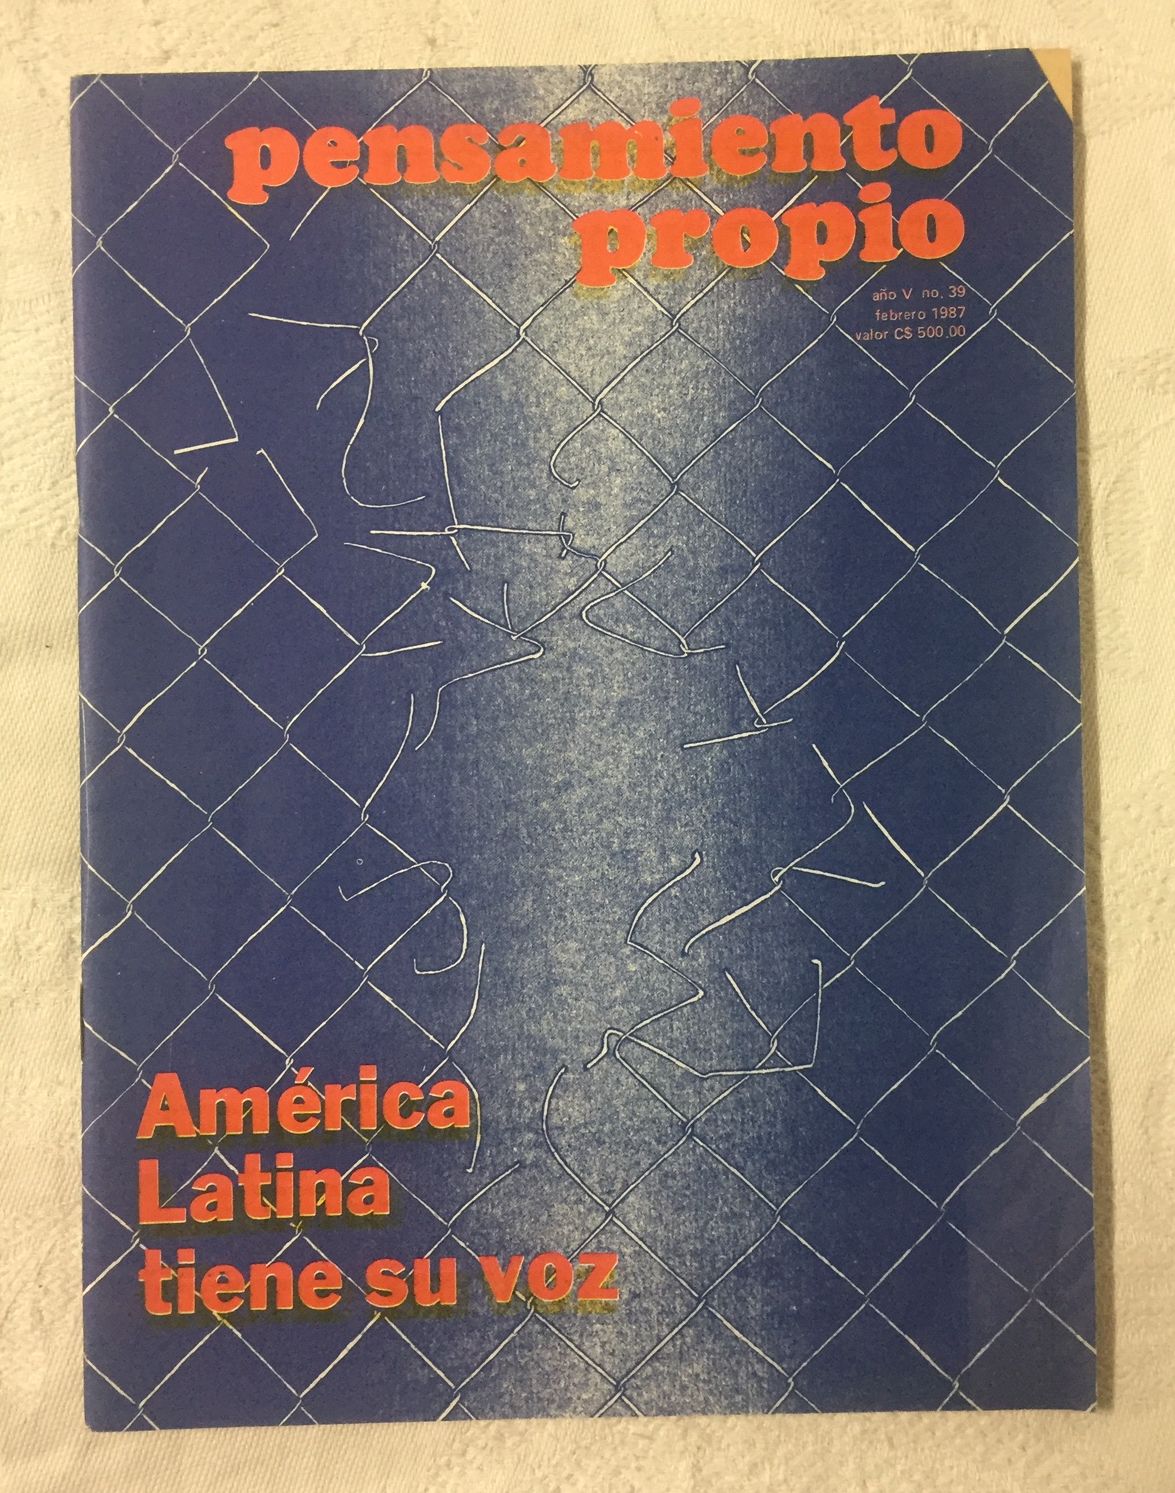 pensamiento
propio
año V no. 39
febrero 1987
valor C$ 500.00
América
Latina
tiene su voz